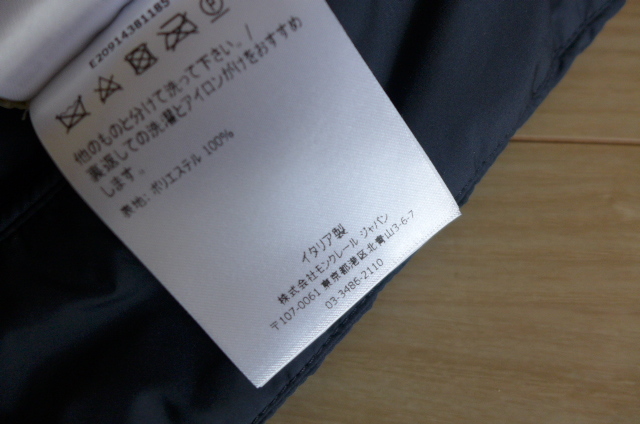 E20914381185
他のものと分けて洗って下さい。/
裏返しての洗濯とアイロンがけをおすすめ
します。
表地: ポリエステル 100%
イタリア製
株式会社モンクレール ジャパン
〒107-0061 東京都港区北青山3-6-7
03-3486-2110